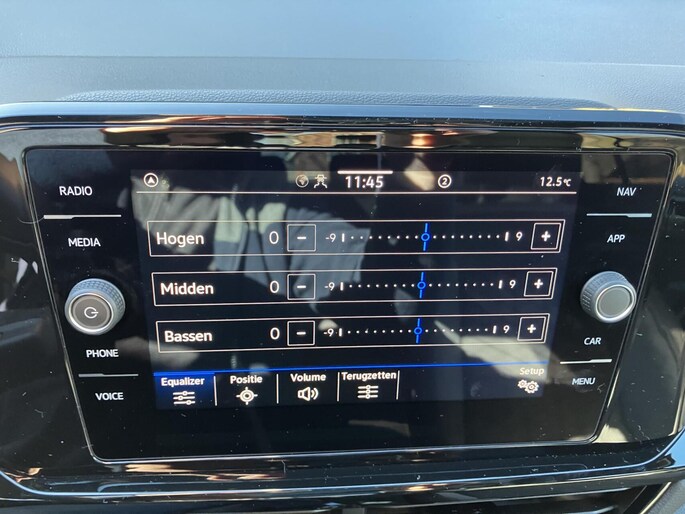 RADIO
MEDIA
PHONE
VOICE
11:45
2
12.5°C
Hogen 0 - -9 9 +
Midden 0 - -9 9 +
Bassen 0 - -9 9 +
Equalizer Positie Volume Terugzetten Setup
NAV
APP
CAR
MENU